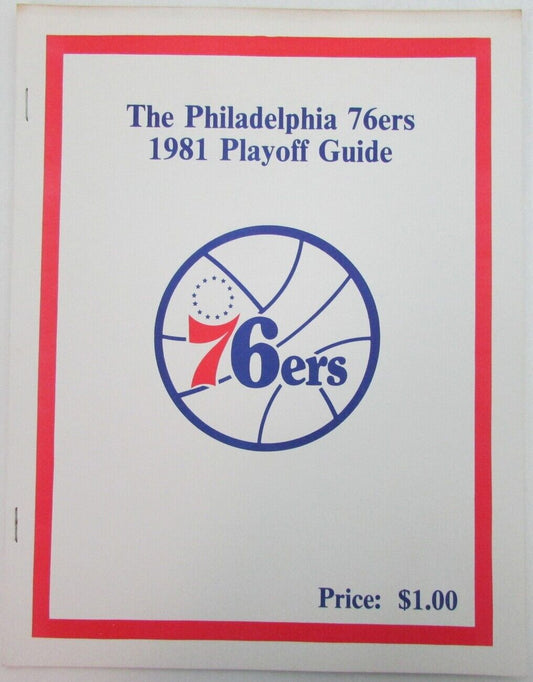 The Philadelphia 76ers
1981 Playoff Guide
76ers
Price: $1.00